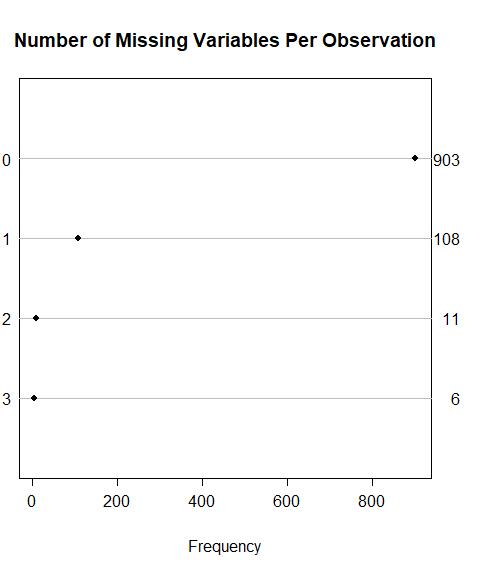 Number of Missing Variables Per Observation
0 903
1 108
2 11
3 6
0 200 400 600 800
Frequency